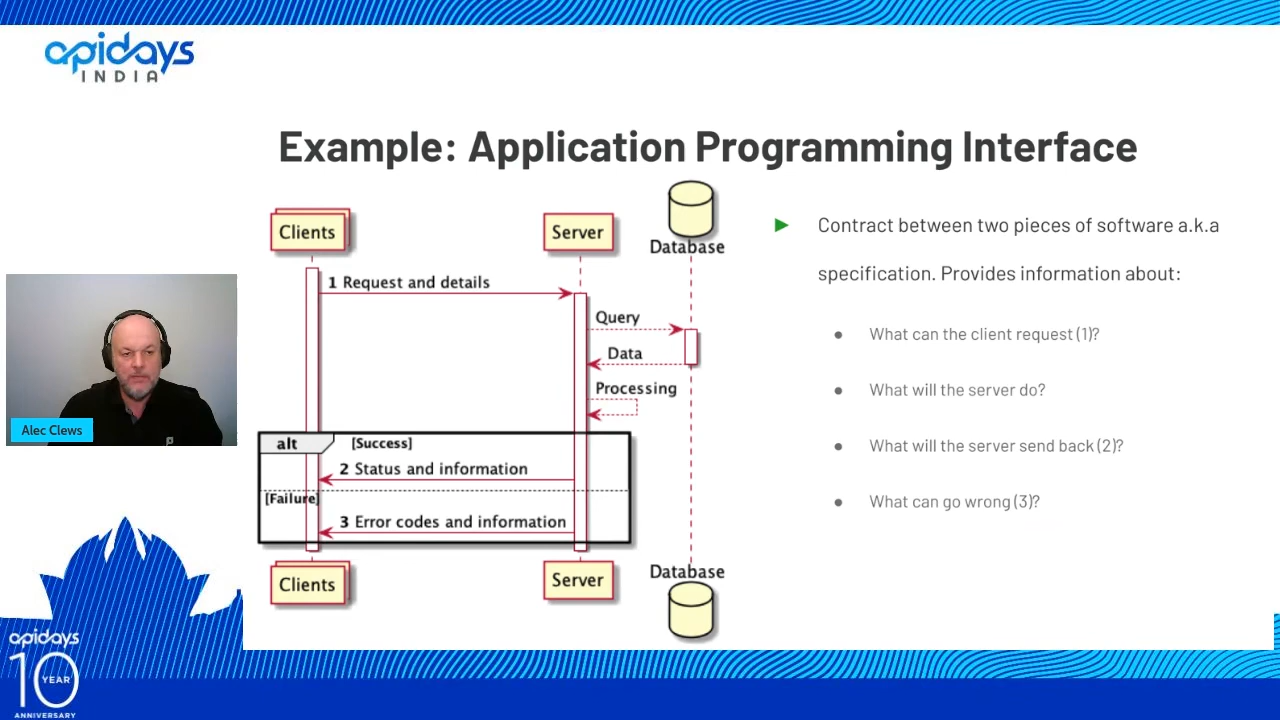 apidays
INDIA
Example: Application Programming Interface
Clients
Server
Database
1 Request and details
Query
Data
Processing
alt
[Success]
2 Status and information
[Failure]
3 Error codes and information
Clients
Server
Database
► Contract between two pieces of software a.k.a
specification. Provides information about:
● What can the client request (1)?
● What will the server do?
● What will the server send back (2)?
● What can go wrong (3)?
Alec Clews
apidays
10
YEAR
ANNIVERSARY